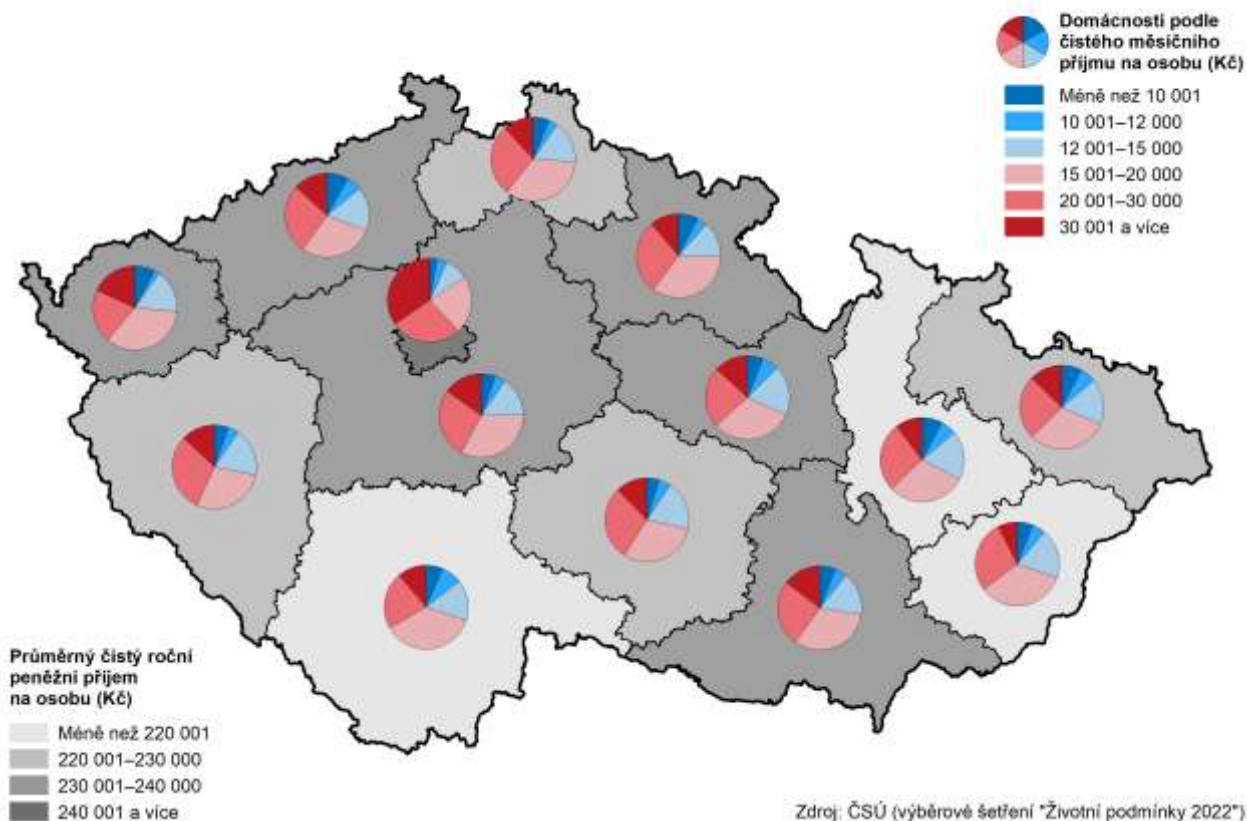 Domácnosti podle
čistého měsíčního
příjmu na osobu (Kč)
Méně než 10 001
10 001–12 000
12 001–15 000
15 001–20 000
20 001–30 000
30 001 a více
Průměrný čistý roční
peněžní příjem
na osobu (Kč)
Méně než 220 001
220 001–230 000
230 001–240 000
240 001 a více
Zdroj: ČSÚ (výběrové šetření "Životní podmínky 2022")